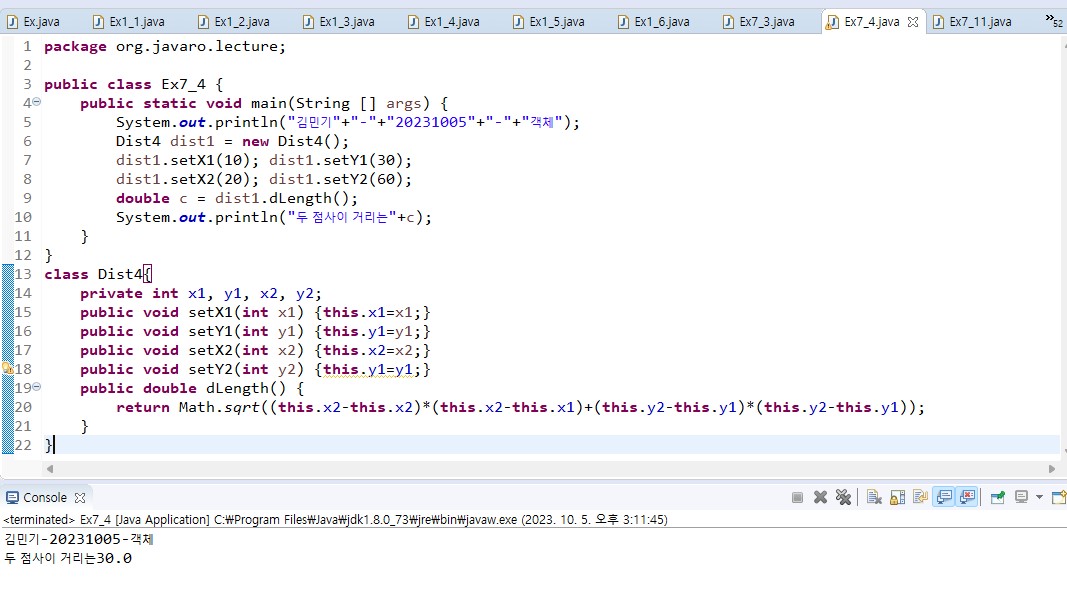 Ex.java Ex1_1.java Ex1_2.java Ex1_3.java Ex1_4.java Ex1_5.java Ex1_6.java Ex7_3.java Ex7_4.java Ex7_11.java »52
1 package org.javaro.lecture;
2
3 public class Ex7_4 {
4 public static void main(String [] args) {
5 System.out.println("김민기"+"-"+"20231005"+"-"+"객체");
6 Dist4 dist1 = new Dist4();
7 dist1.setX1(10); dist1.setY1(30);
8 dist1.setX2(20); dist1.setY2(60);
9 double c = dist1.dLength();
10 System.out.println("두 점사이 거리는"+c);
11 }
12 }
13 class Dist4{
14 private int x1, y1, x2, y2;
15 public void setX1(int x1) {this.x1=x1;}
16 public void setY1(int y1) {this.y1=y1;}
17 public void setX2(int x2) {this.x2=x2;}
18 public void setY2(int y2) {this.y1=y1;}
19 public double dLength() {
20 return Math.sqrt((this.x2-this.x2)*(this.x2-this.x1)+(this.y2-this.y1)*(this.y2-this.y1));
21 }
22 }
Console
<terminated> Ex7_4 [Java Application] C:₩Program Files₩Java₩jdk1.8.0_73₩jre₩bin₩javaw.exe (2023. 10. 5. 오후 3:11:45)
김민기-20231005-객체
두 점사이 거리는30.0